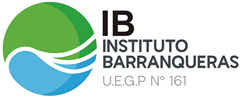 IB
INSTITUTO
BARRANQUERAS
U.E.G.P N° 161